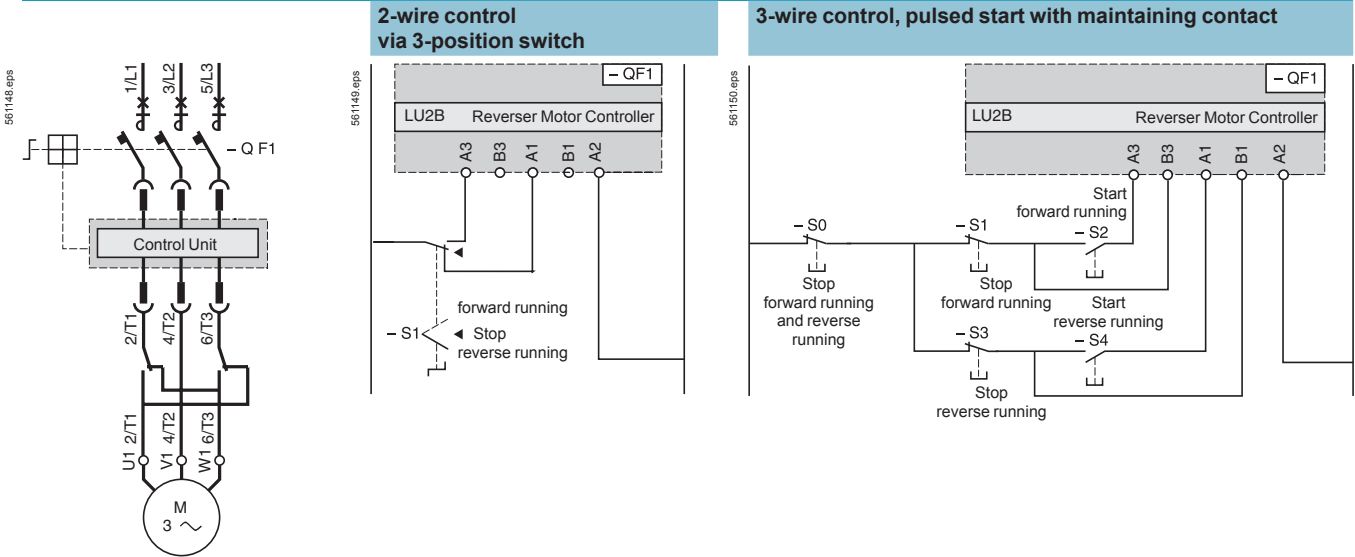 2-wire control
via 3-position switch
3-wire control, pulsed start with maintaining contact
561148.eps
1/L1
3/L2
5/L3
– Q F1
Control Unit
2/T1
4/T2
6/T3
U1 2/T1
V1 4/T2
W1 6/T3
M
3
561149.eps
– QF1
LU2B Reverser Motor Controller
A3 B3 A1 B1 A2
forward running
– S1
Stop
reverse running
561150.eps
– QF1
LU2B Reverser Motor Controller
A3 B3 A1 B1 A2
Start
forward running
– S0
– S1
– S2
Stop
forward running
and reverse
running
Stop
forward running
Start
reverse running
– S3
– S4
Stop
reverse running